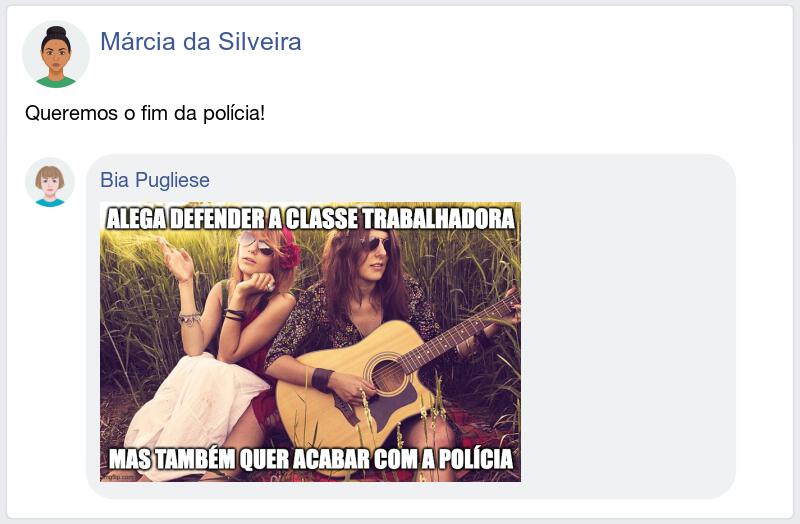 Márcia da Silveira
Queremos o fim da polícia!
Bia Pugliese
ALEGA DEFENDER A CLASSE TRABALHADORA
MAS TAMBÉM QUER ACABAR COM A POLÍCIA
imgflip.com